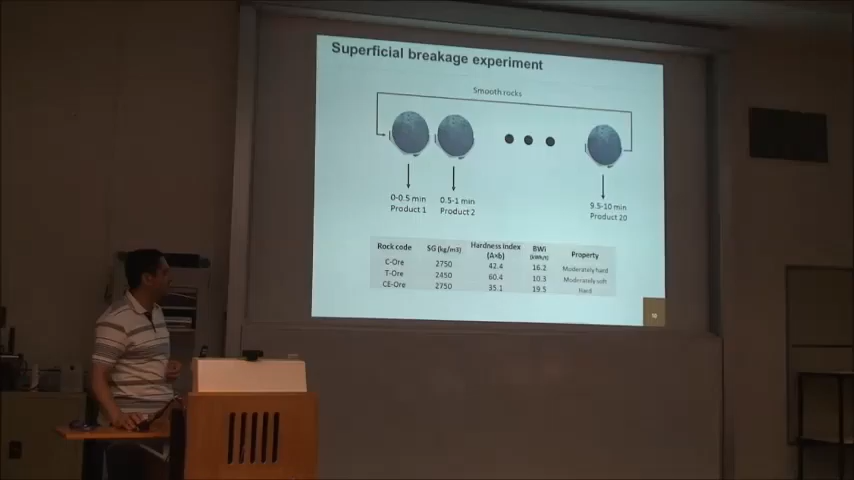 Superficial breakage experiment
Smooth rocks
0-0.5 min
Product 1
0.5-1 min
Product 2
9.5-10 min
Product 20
Rock code SG (kg/m3) Hardness index (A×b) BWi (kWh/t) Property
C-Ore 2750 42.4 16.2 Moderately hard
T-Ore 2450 60.4 10.3 Moderately soft
CE-Ore 2750 35.1 19.5 Hard